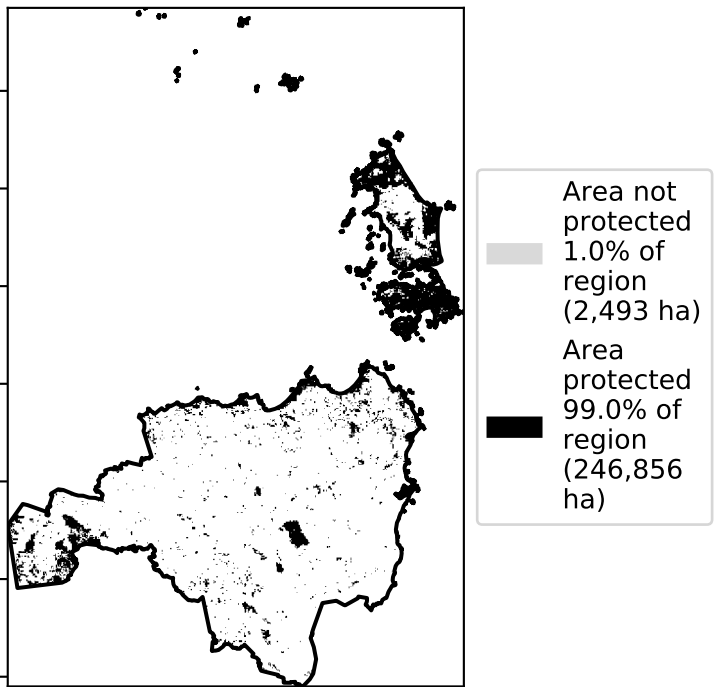 Area not
protected
1.0% of
region
(2,493 ha)
Area
protected
99.0% of
region
(246,856
ha)